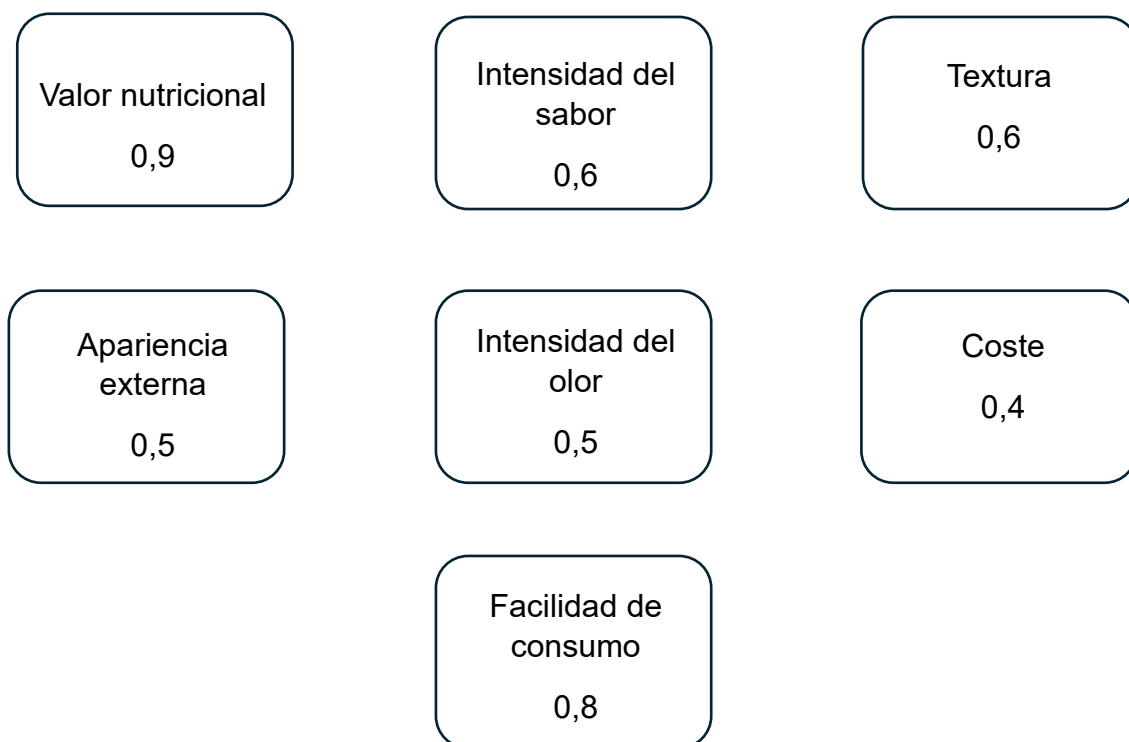 Valor nutricional
0,9
Intensidad del
sabor
0,6
Textura
0,6
Apariencia
externa
0,5
Intensidad del
olor
0,5
Coste
0,4
Facilidad de
consumo
0,8